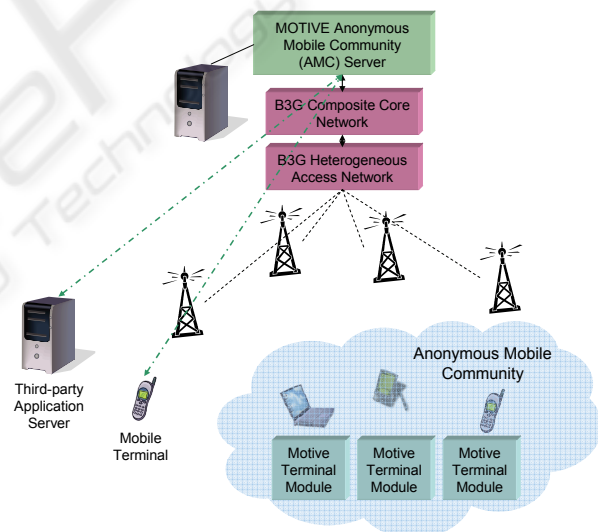 MOTIVE Anonymous
Mobile Community
(AMC) Server
B3G Composite Core
Network
B3G Heterogeneous
Access Network
Third-party
Application
Server
Mobile
Terminal
Anonymous Mobile
Community
Motive
Terminal
Module
Motive
Terminal
Module
Motive
Terminal
Module